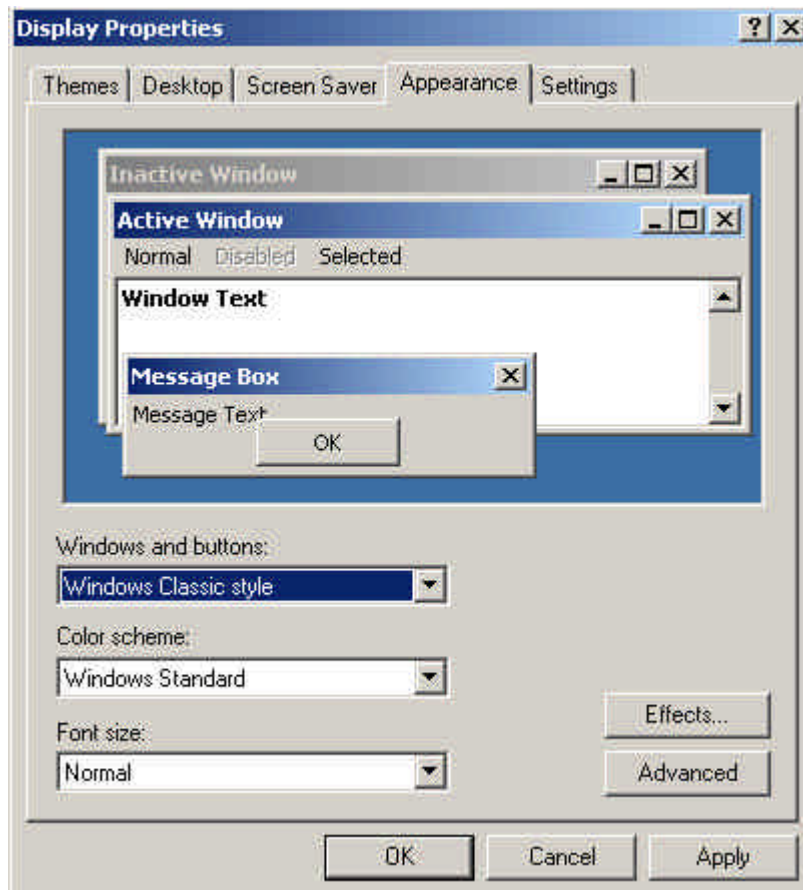 Display Properties
Themes Desktop Screen Saver Appearance Settings
Inactive Window
Active Window
Normal Disabled Selected
Window Text
Message Box
Message Text
OK
Windows and buttons:
Windows Classic style
Color scheme:
Windows Standard
Effects...
Font size:
Normal
Advanced
OK Cancel Apply